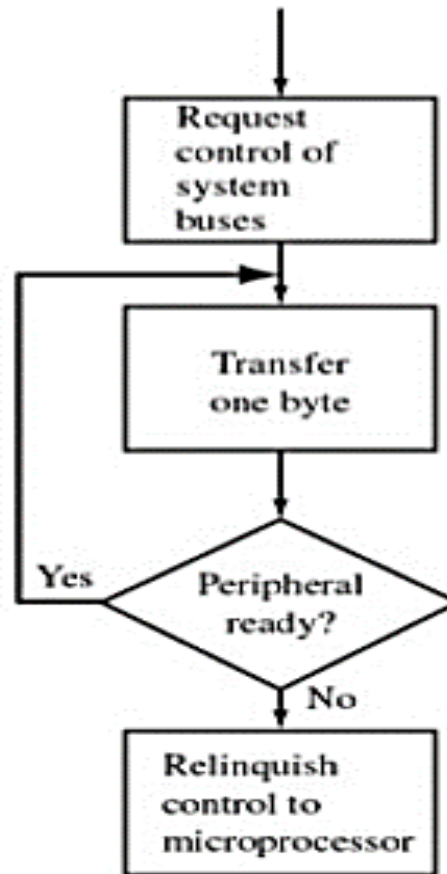 Request
control of
system
buses
Transfer
one byte
Yes
Peripheral
ready?
No
Relinquish
control to
microprocessor